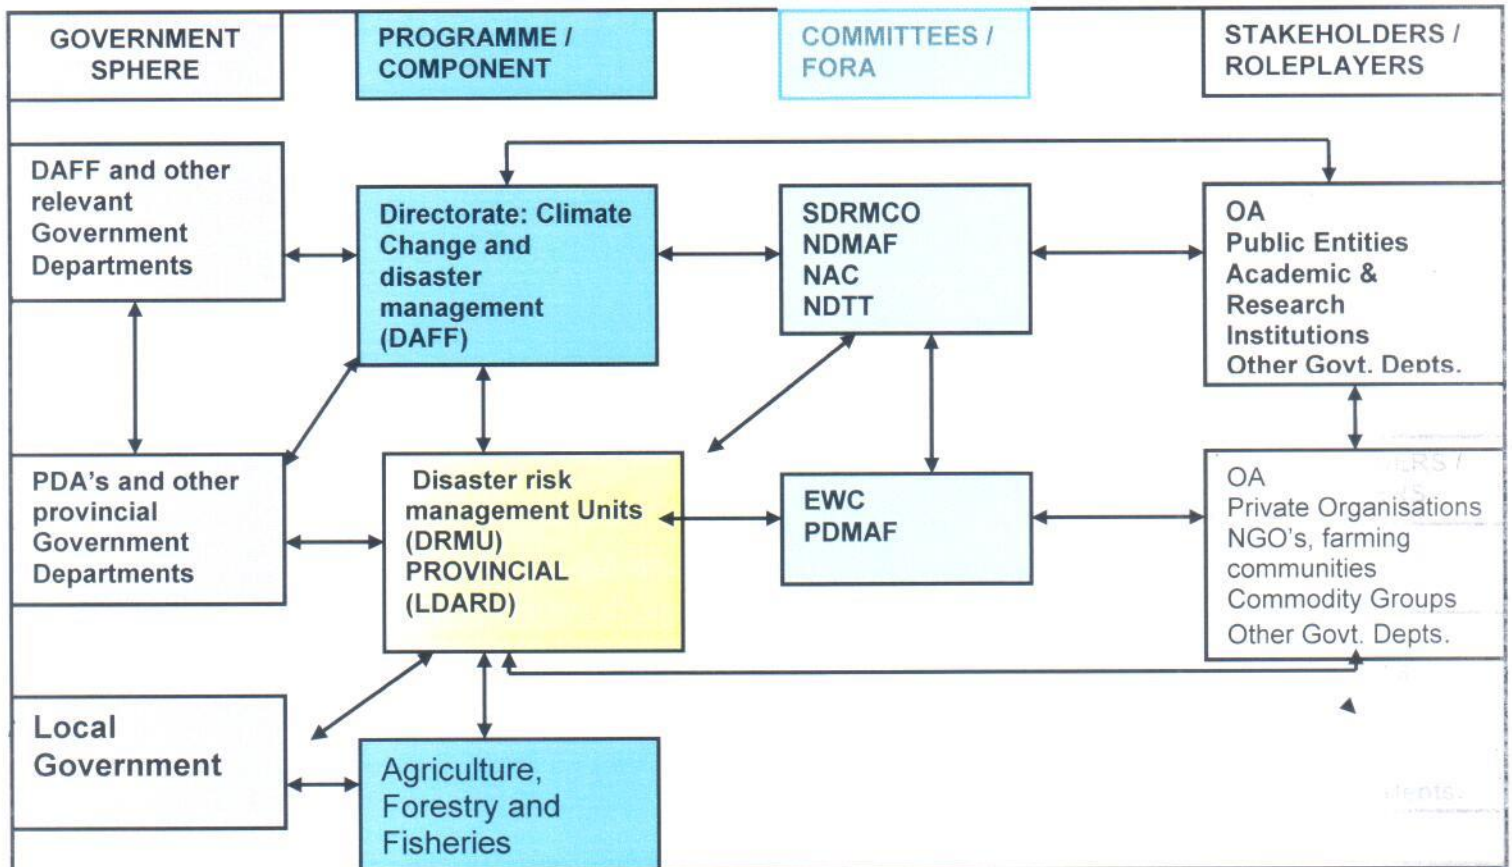 GOVERNMENT
SPHERE
PROGRAMME /
COMPONENT
COMMITTEES /
FORA
STAKEHOLDERS /
ROLEPLAYERS
DAFF and other
relevant
Government
Departments
Directorate: Climate
Change and
disaster
management
(DAFF)
SDRMCO
NDMAF
NAC
NDTT
OA
Public Entities
Academic &
Research
Institutions
Other Govt. Depts.
PDA's and other
provincial
Government
Departments
Disaster risk
management Units
(DRMU)
PROVINCIAL
(LDARD)
EWC
PDMAF
OA
Private Organisations
NGO's, farming
communities
Commodity Groups
Other Govt. Depts.
Local
Government
Agriculture,
Forestry and
Fisheries